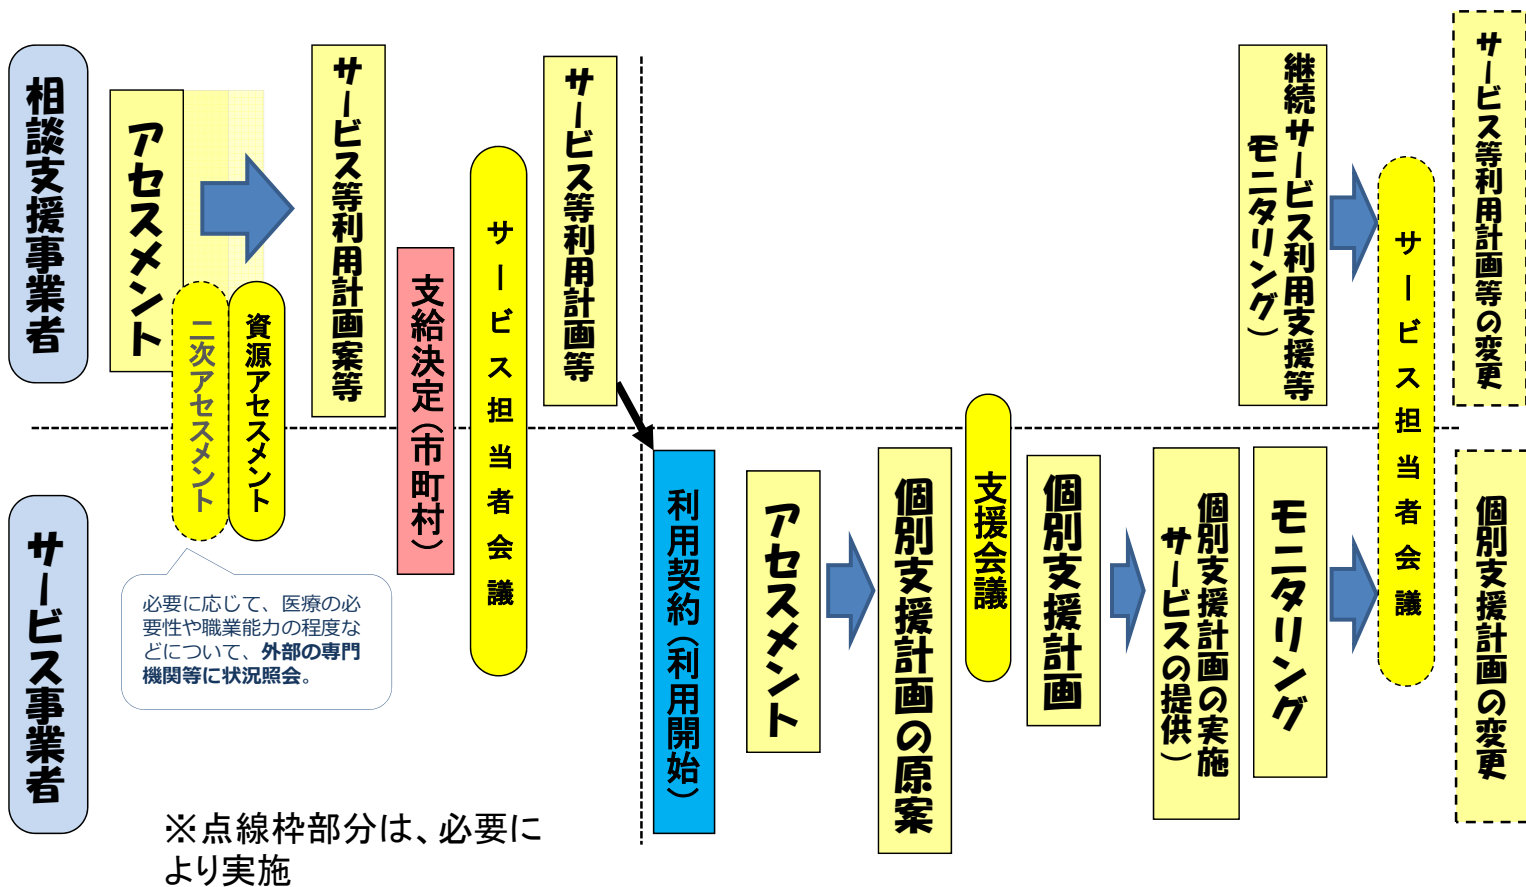 相談支援事業者
アセスメント
二次アセスメント
資源アセスメント
サービス等利用計画案等
支給決定（市町村）
サービス担当者会議
サービス等利用計画等
継続サービス利用支援等
モニタリング）
サービス担当者会議
サービス等利用計画等の変更
サービス事業者
必要に応じて、医療の必
要性や職業能力の程度な
どについて、外部の専門
機関等に状況照会。
利用契約（利用開始）
アセスメント
個別支援計画の原案
支援会議
個別支援計画
個別支援計画の実施
サービスの提供）
モニタリング
個別支援計画の変更
※点線枠部分は、必要に
より実施